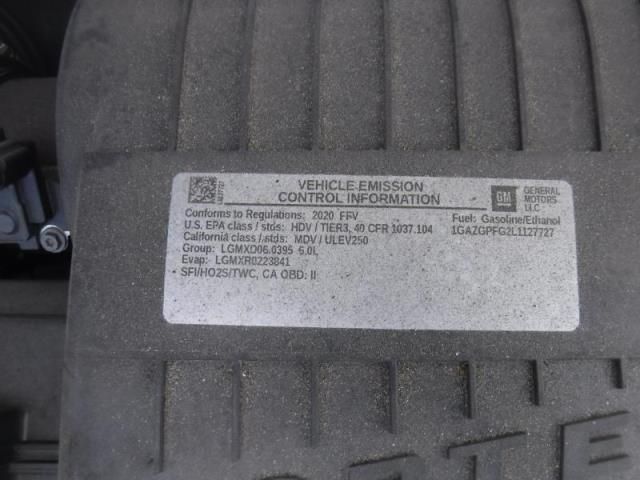 VEHICLE EMISSION
CONTROL INFORMATION
GM
GENERAL
MOTORS
LLC
Conforms to Regulations: 2020 FFV
Fuel: Gasoline/Ethanol
U.S. EPA class / stds: HDV / TIER3, 40 CFR 1037.104
1GAZGPFG2L1127727
California class / stds: MDV / ULEV250
Group: LGMXD06.0395 6.0L
Evap: LGMXR0223841
SFI/HO2S/TWC, CA OBD: II